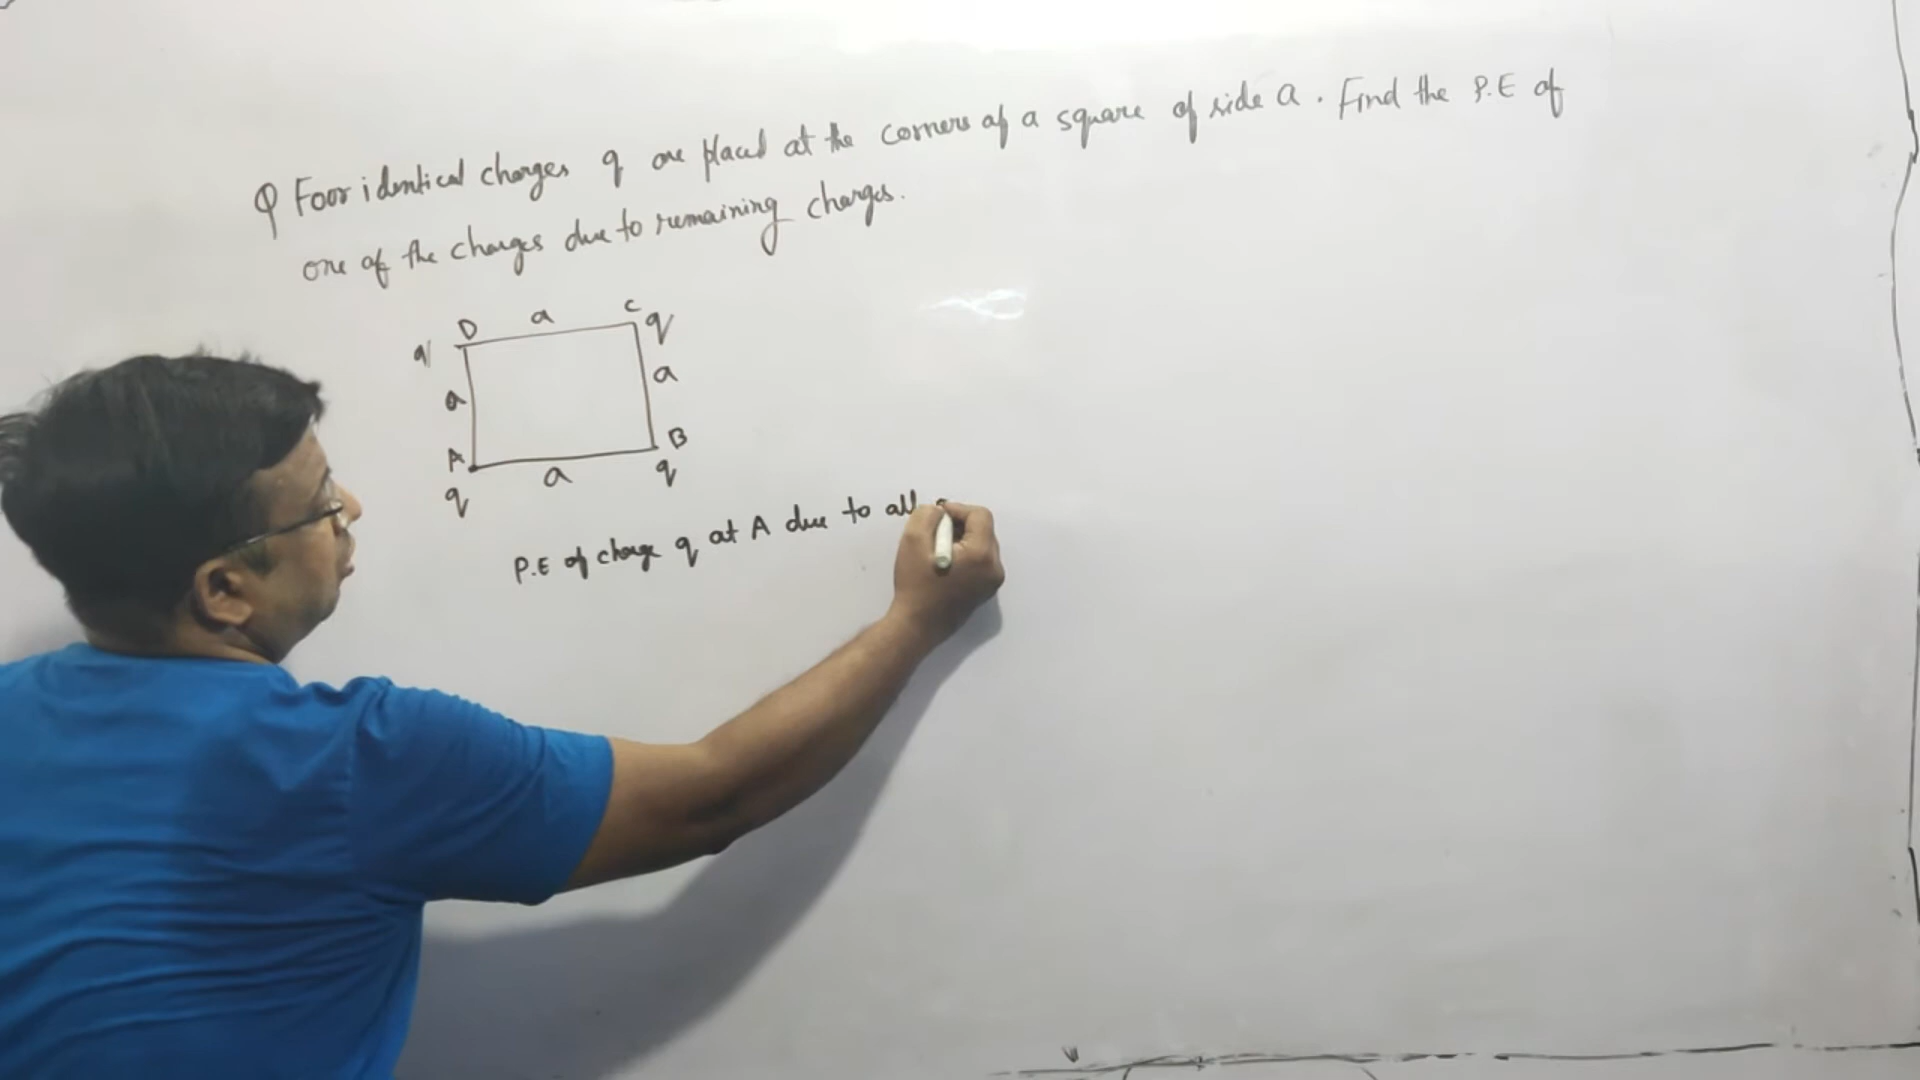 Q Four identical charges q are placed at the corners of a square of side a. Find the P.E of
one of the charges due to remaining charges.
D a C q
q
a a
A B
q a q
P.E of charge q at A due to all